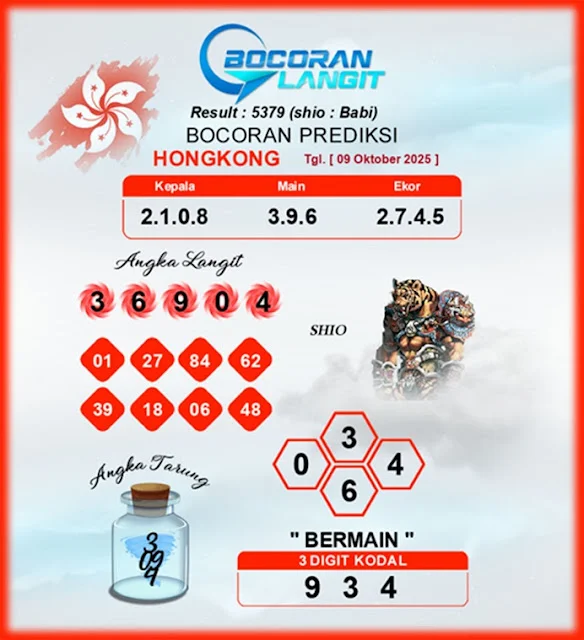 BOCORAN
LANGIT
Result : 5379 (shio : Babi)
BOCORAN PREDIKSI
HONGKONG Tgl. [ 09 Oktober 2025 ]
Kepala Main Ekor
2.1.0.8 3.9.6 2.7.4.5
Angka Langit
3 6 9 0 4
SHIO
01 27 84 62
39 18 06 48
3
0 4
6
Angka Tarung
3
09
4
" BERMAIN "
3 DIGIT KODAL
9 3 4